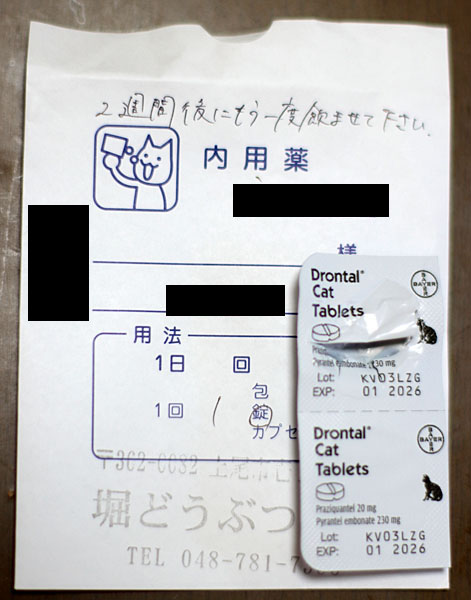 2週間後にもう一度飲ませて下さい.
内用薬
様
用法
1日 回
包
1回 1 錠
カプセ
〒362-0032 上尾市
堀どうぶつ
TEL 048-781-7
Drontal®
Cat
Tablets
BAYER
Pyrantel embonate 230 mg
Lot: KV03LZG
EXP: 01 2026
Drontal®
Cat
Tablets
BAYER
Praziquantel 20 mg
Pyrantel embonate 230 mg
Lot: KV03LZG
EXP: 01 2026